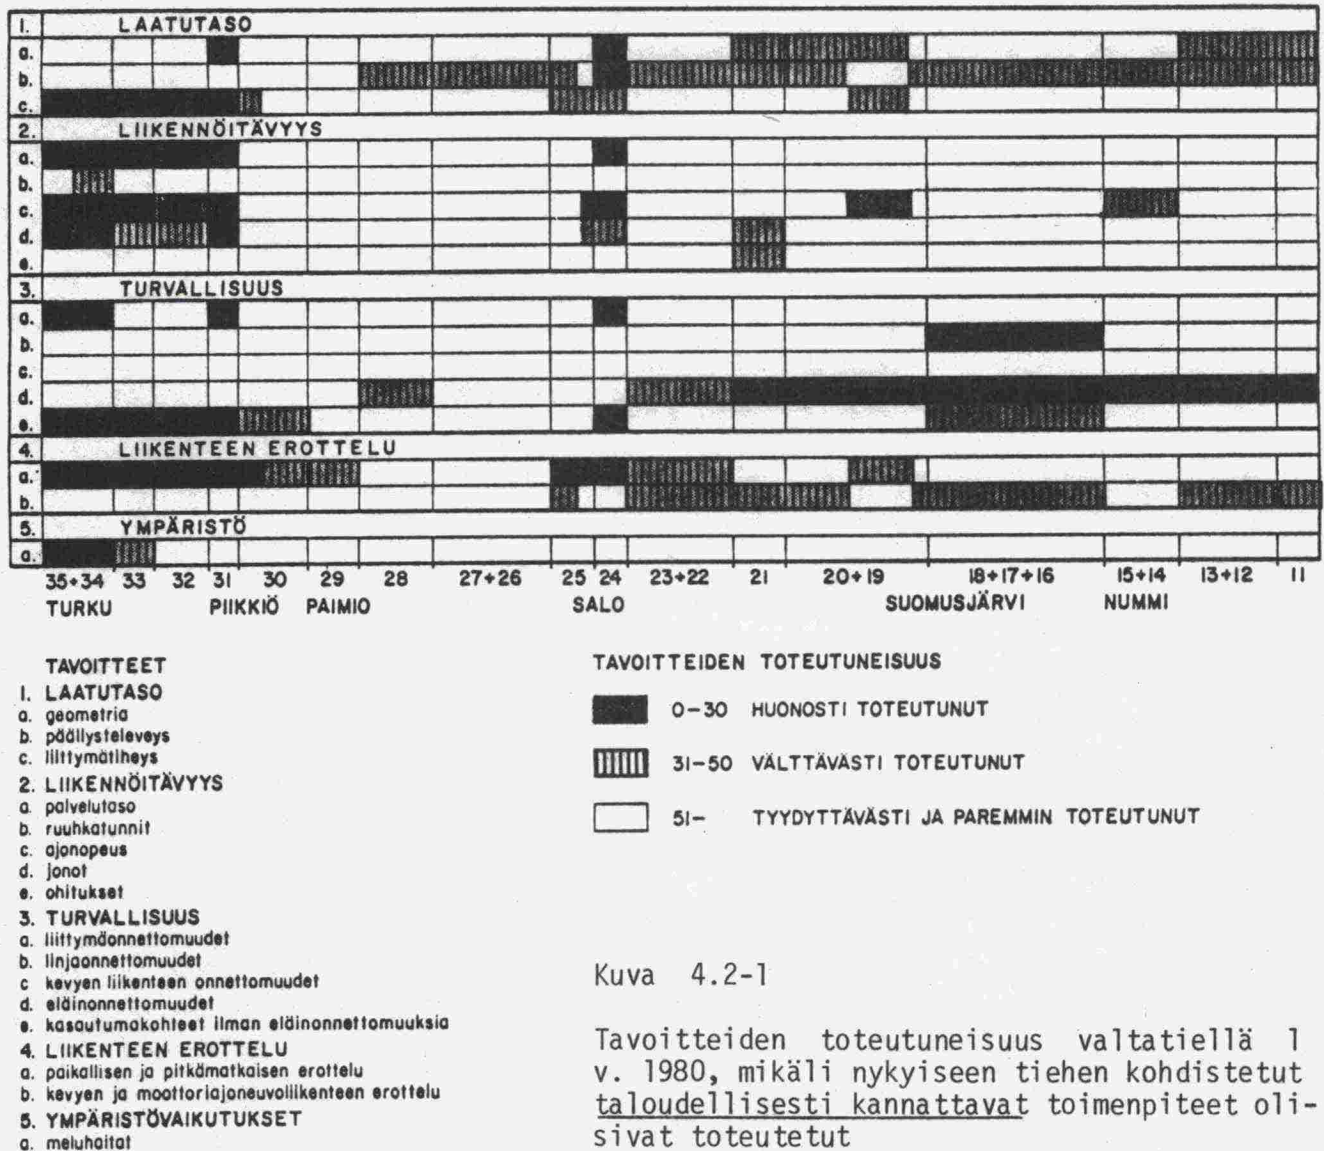 1. LAATUTASO
a.
b.
c.
2. LIIKENNÖITÄVYYS
a.
b.
c.
d.
e.
3. TURVALLISUUS
a.
b.
c.
d.
e.
4. LIIKENTEEN EROTTELU
a.
b.
5. YMPÄRISTÖ
a.
35+34 33 32 31 30 29 28 27+26 25 24 23+22 21 20+19 18+17+16 15+14 13+12 11
TURKU PIIKKIÖ PAIMIO SALO SUOMUSJÄRVI NUMMI
TAVOITTEET
1. LAATUTASO
a. geometria
b. päällysteleveys
c. liittymätiheys
2. LIIKENNÖITÄVYYS
a. palvelutaso
b. ruuhkatunnit
c. ajonopeus
d. jonot
e. ohitukset
3. TURVALLISUUS
a. liittymäonnettomuudet
b. linjaonnettomuudet
c kevyen liikenteen onnettomuudet
d. eläinonnettomuudet
e. kasautumakohteet ilman eläinonnettomuuksia
4. LIIKENTEEN EROTTELU
a. paikallisen ja pitkämatkaisen erottelu
b. kevyen ja moottoriajoneuvoliikenteen erottelu
5. YMPÄRISTÖVAIKUTUKSET
a. meluhaitat
TAVOITTEIDEN TOTEUTUNEISUUS
0-30 HUONOSTI TOTEUTUNUT
31-50 VÄLTTÄVÄSTI TOTEUTUNUT
51- TYYDYTTÄVÄSTI JA PAREMMIN TOTEUTUNUT
Kuva 4.2-1
Tavoitteiden toteutuneisuus valtatiellä 1
v. 1980, mikäli nykyiseen tiehen kohdistetut
taloudellisesti kannattavat toimenpiteet oli-
sivat toteutetut